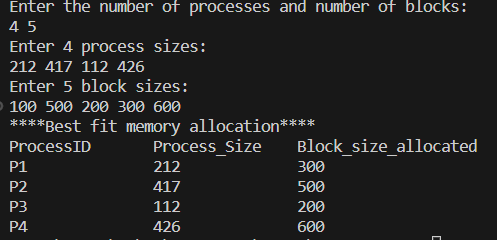 Enter the number of processes and number of blocks:
4 5
Enter 4 process sizes:
212 417 112 426
Enter 5 block sizes:
100 500 200 300 600
****Best fit memory allocation****
ProcessID Process_Size Block_size_allocated
P1 212 300
P2 417 500
P3 112 200
P4 426 600